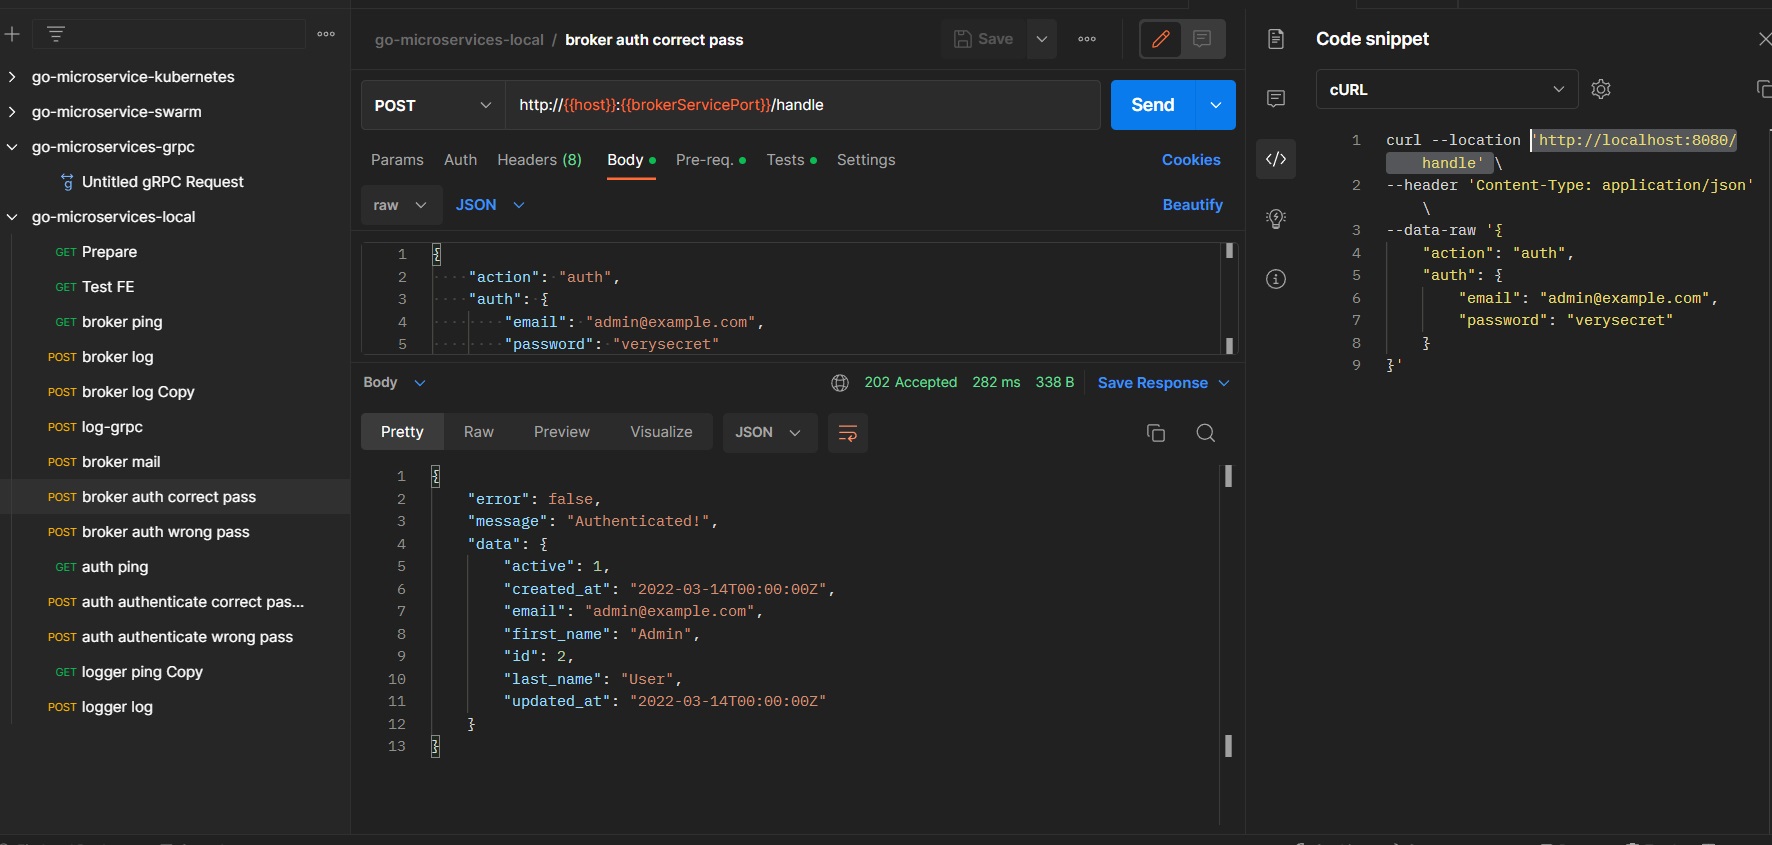 go-microservice-kubernetes
go-microservice-swarm
go-microservices-grpc
Untitled gRPC Request
go-microservices-local
GET Prepare
GET Test FE
GET broker ping
POST broker log
POST broker log Copy
POST log-grpc
POST broker mail
POST broker auth correct pass
POST broker auth wrong pass
GET auth ping
POST auth authenticate correct pas...
POST auth authenticate wrong pass
GET logger ping Copy
POST logger log
go-microservices-local / broker auth correct pass
Save
POST
http://{{host}}:{{brokerServicePort}}/handle
Send
Params Auth Headers (8) Body Pre-req. Tests Settings
Cookies
raw JSON
Beautify
1 {
2 "action": "auth",
3 "auth": {
4 "email": "admin@example.com",
5 "password": "verysecret"
Body
202 Accepted 282 ms 338 B
Save Response
Pretty Raw Preview Visualize JSON
1 {
2 "error": false,
3 "message": "Authenticated!",
4 "data": {
5 "active": 1,
6 "created_at": "2022-03-14T00:00:00Z",
7 "email": "admin@example.com",
8 "first_name": "Admin",
9 "id": 2,
10 "last_name": "User",
11 "updated_at": "2022-03-14T00:00:00Z"
12 }
13 }
Code snippet
cURL
1 curl --location 'http://localhost:8080/
handle' \
2 --header 'Content-Type: application/json'
\
3 --data-raw '{
4 "action": "auth",
5 "auth": {
6 "email": "admin@example.com",
7 "password": "verysecret"
8 }
9 }'